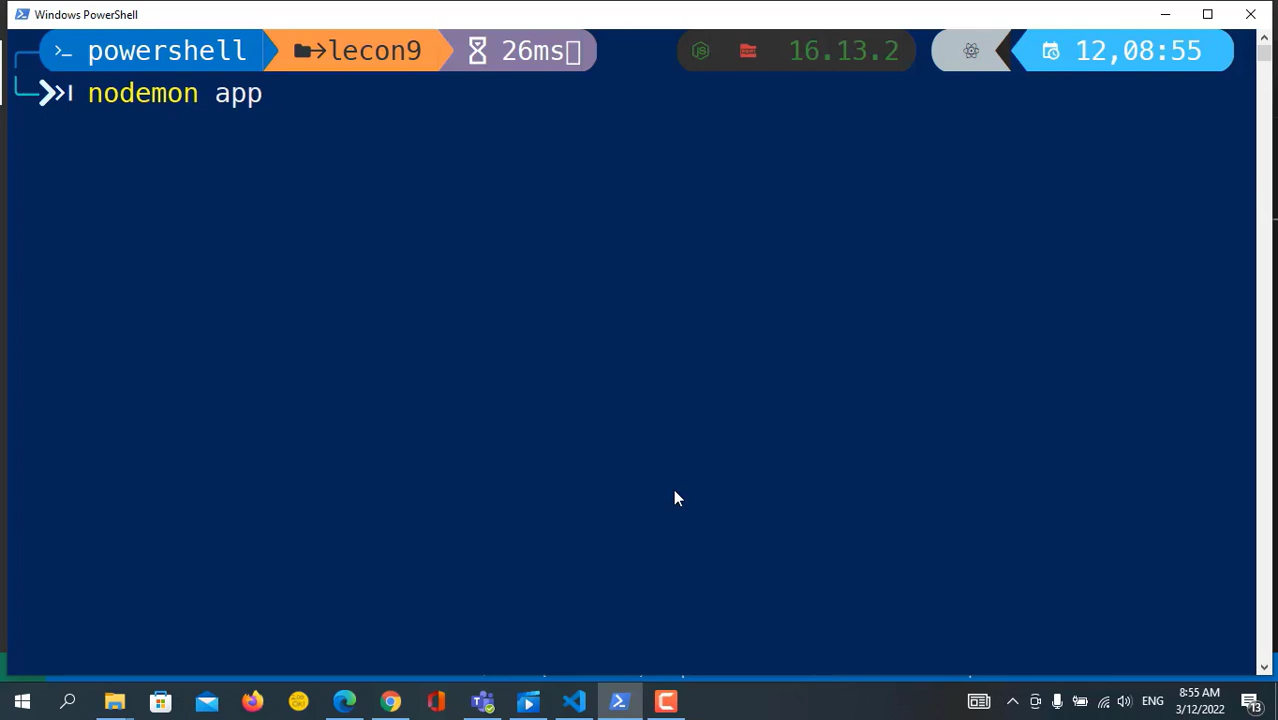 Windows PowerShell
powershell lecon9 26ms 16.13.2 12,08:55
nodemon app
ENG
8:55 AM
3/12/2022
13